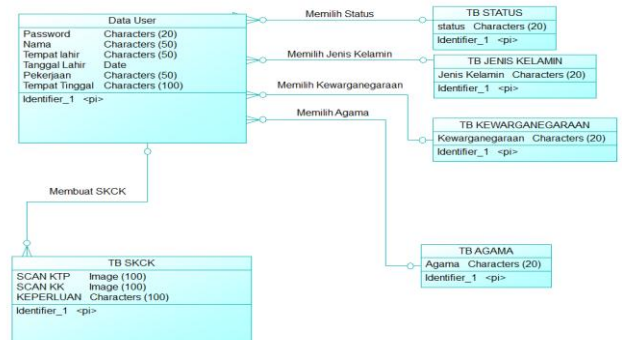 Data User
Password Characters (20)
Nama Characters (50)
Tempat lahir Characters (50)
Tanggal Lahir Date
Pekerjaan Characters (50)
Tempat Tinggal Characters (100)
Identifier_1 <pi>
Memilih Status
TB STATUS
status Characters (20)
Identifier_1 <pi>
Memilih Jenis Kelamin
TB JENIS KELAMIN
Jenis Kelamin Characters (20)
Identifier_1 <pi>
Memilih Kewarganegaraan
TB KEWARGANEGARAAN
Kewarganegaraan Characters (20)
Identifier_1 <pi>
Memilih Agama
TB AGAMA
Agama Characters (20)
Identifier_1 <pi>
Membuat SKCK
TB SKCK
SCAN KTP Image (100)
SCAN KK Image (100)
KEPERLUAN Characters (100)
Identifier_1 <pi>